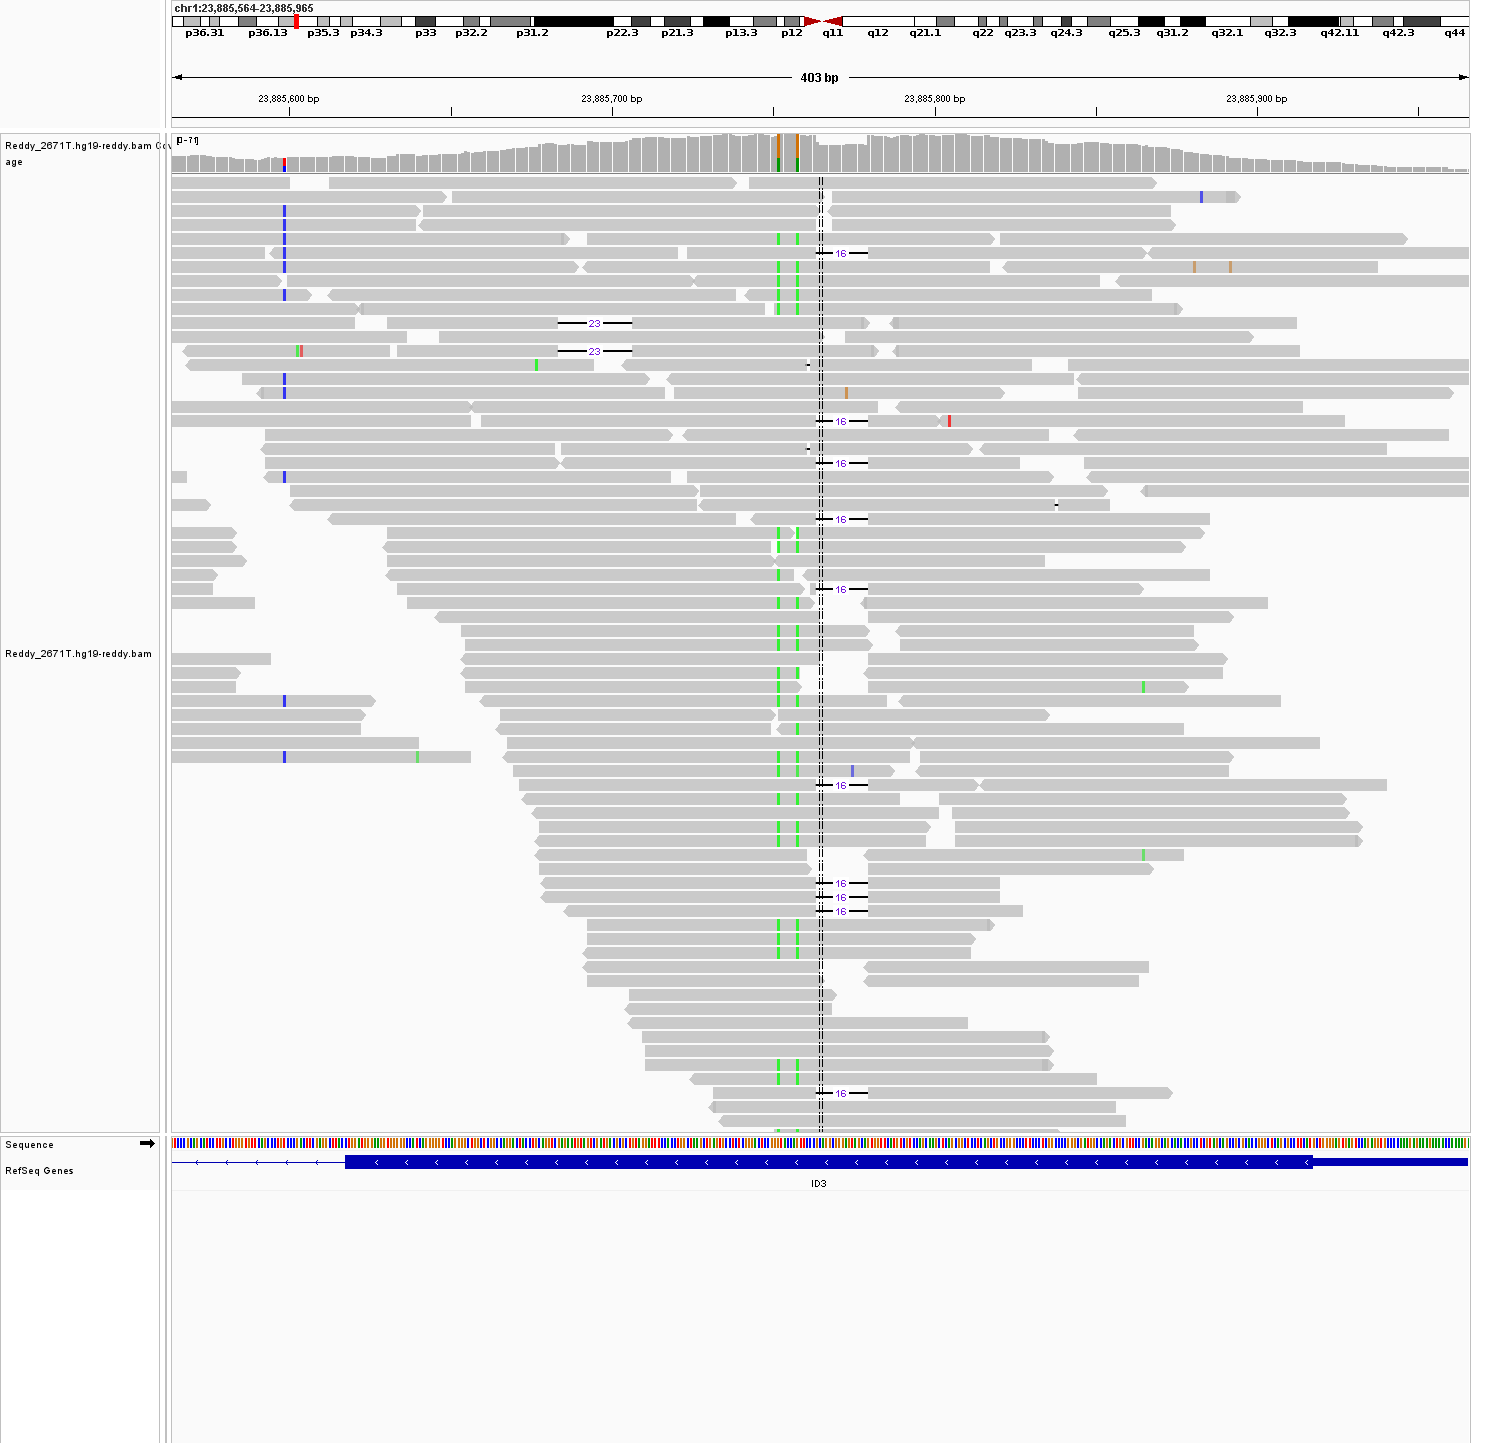 chr1:23,885,564-23,885,965
p36.31 p36.13 p35.3 p34.3 p33 p32.2 p31.2 p22.3 p21.3 p13.3 p12 q11 q12 q21.1 q22 q23.3 q24.3 q25.3 q31.2 q32.1 q32.3 q42.11 q42.3 q44
403 bp
23,885,600 bp 23,885,700 bp 23,885,800 bp 23,885,900 bp
Reddy_2671T.hg19-reddy.bam Cov
age
[0-71]
16
23
23
16
16
16
16
Reddy_2671T.hg19-reddy.bam
16
16
16
16
16
Sequence
RefSeq Genes
ID3